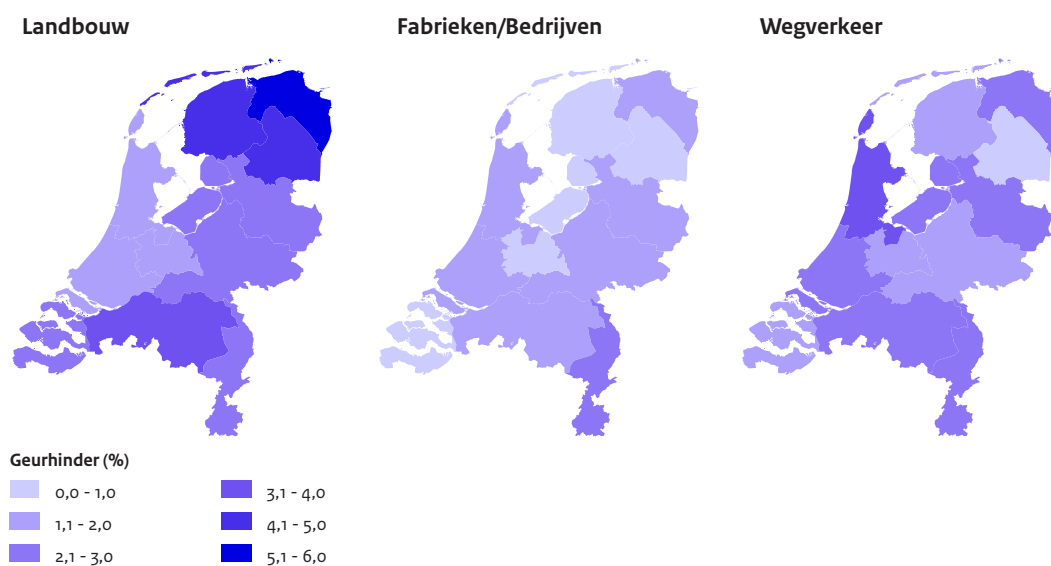 Landbouw
Fabrieken/Bedrijven
Wegverkeer
Geurhinder (%)
0,0 - 1,0
1,1 - 2,0
2,1 - 3,0
3,1 - 4,0
4,1 - 5,0
5,1 - 6,0